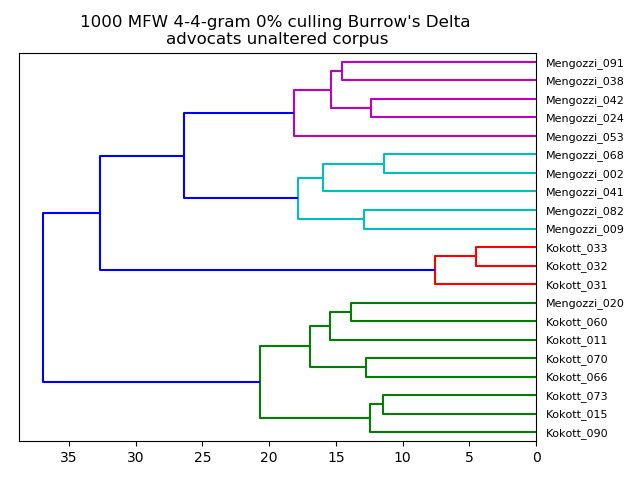 1000 MFW 4-4-gram 0% culling Burrow's Delta
advocats unaltered corpus
Mengozzi_091
Mengozzi_038
Mengozzi_042
Mengozzi_024
Mengozzi_053
Mengozzi_068
Mengozzi_002
Mengozzi_041
Mengozzi_082
Mengozzi_009
Kokott_033
Kokott_032
Kokott_031
Mengozzi_020
Kokott_060
Kokott_011
Kokott_070
Kokott_066
Kokott_073
Kokott_015
Kokott_090
35 30 25 20 15 10 5 0